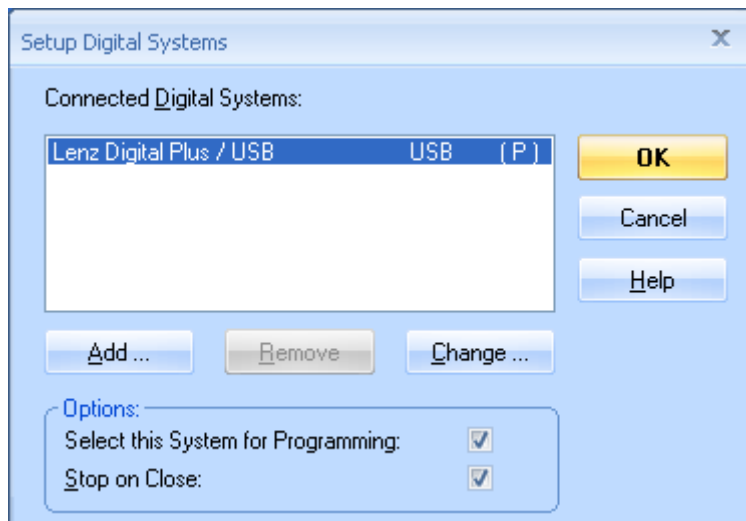 Setup Digital Systems
Connected Digital Systems:
Lenz Digital Plus / USB USB ( P )
OK
Cancel
Help
Add ... Remove Change ...
Options:
Select this System for Programming:
Stop on Close: